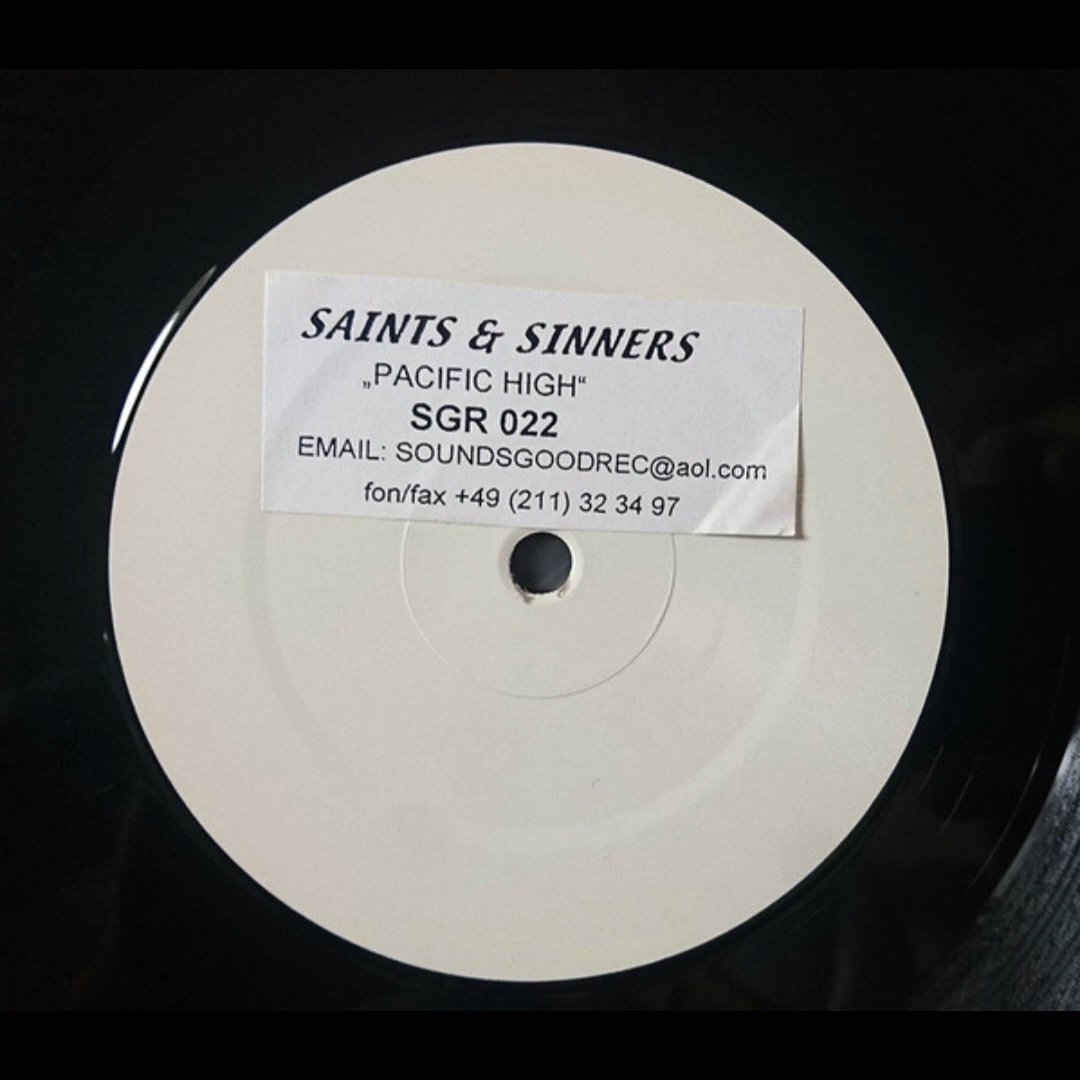 SAINTS & SINNERS
„PACIFIC HIGH“
SGR 022
EMAIL: SOUNDSGOODREC@aol.com
fon/fax +49 (211) 32 34 97